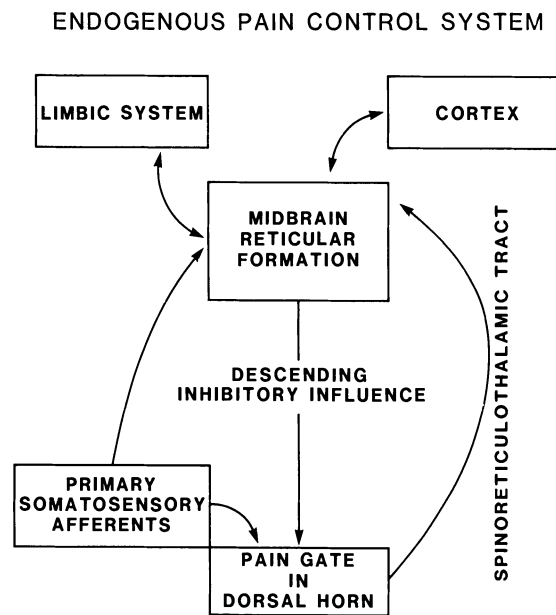 ENDOGENOUS PAIN CONTROL SYSTEM
LIMBIC SYSTEM
CORTEX
MIDBRAIN
RETICULAR
FORMATION
SPINORETICULOTHALAMIC TRACT
DESCENDING
INHIBITORY INFLUENCE
PRIMARY
SOMATOSENSORY
AFFERENTS
PAIN GATE
IN
DORSAL HORN